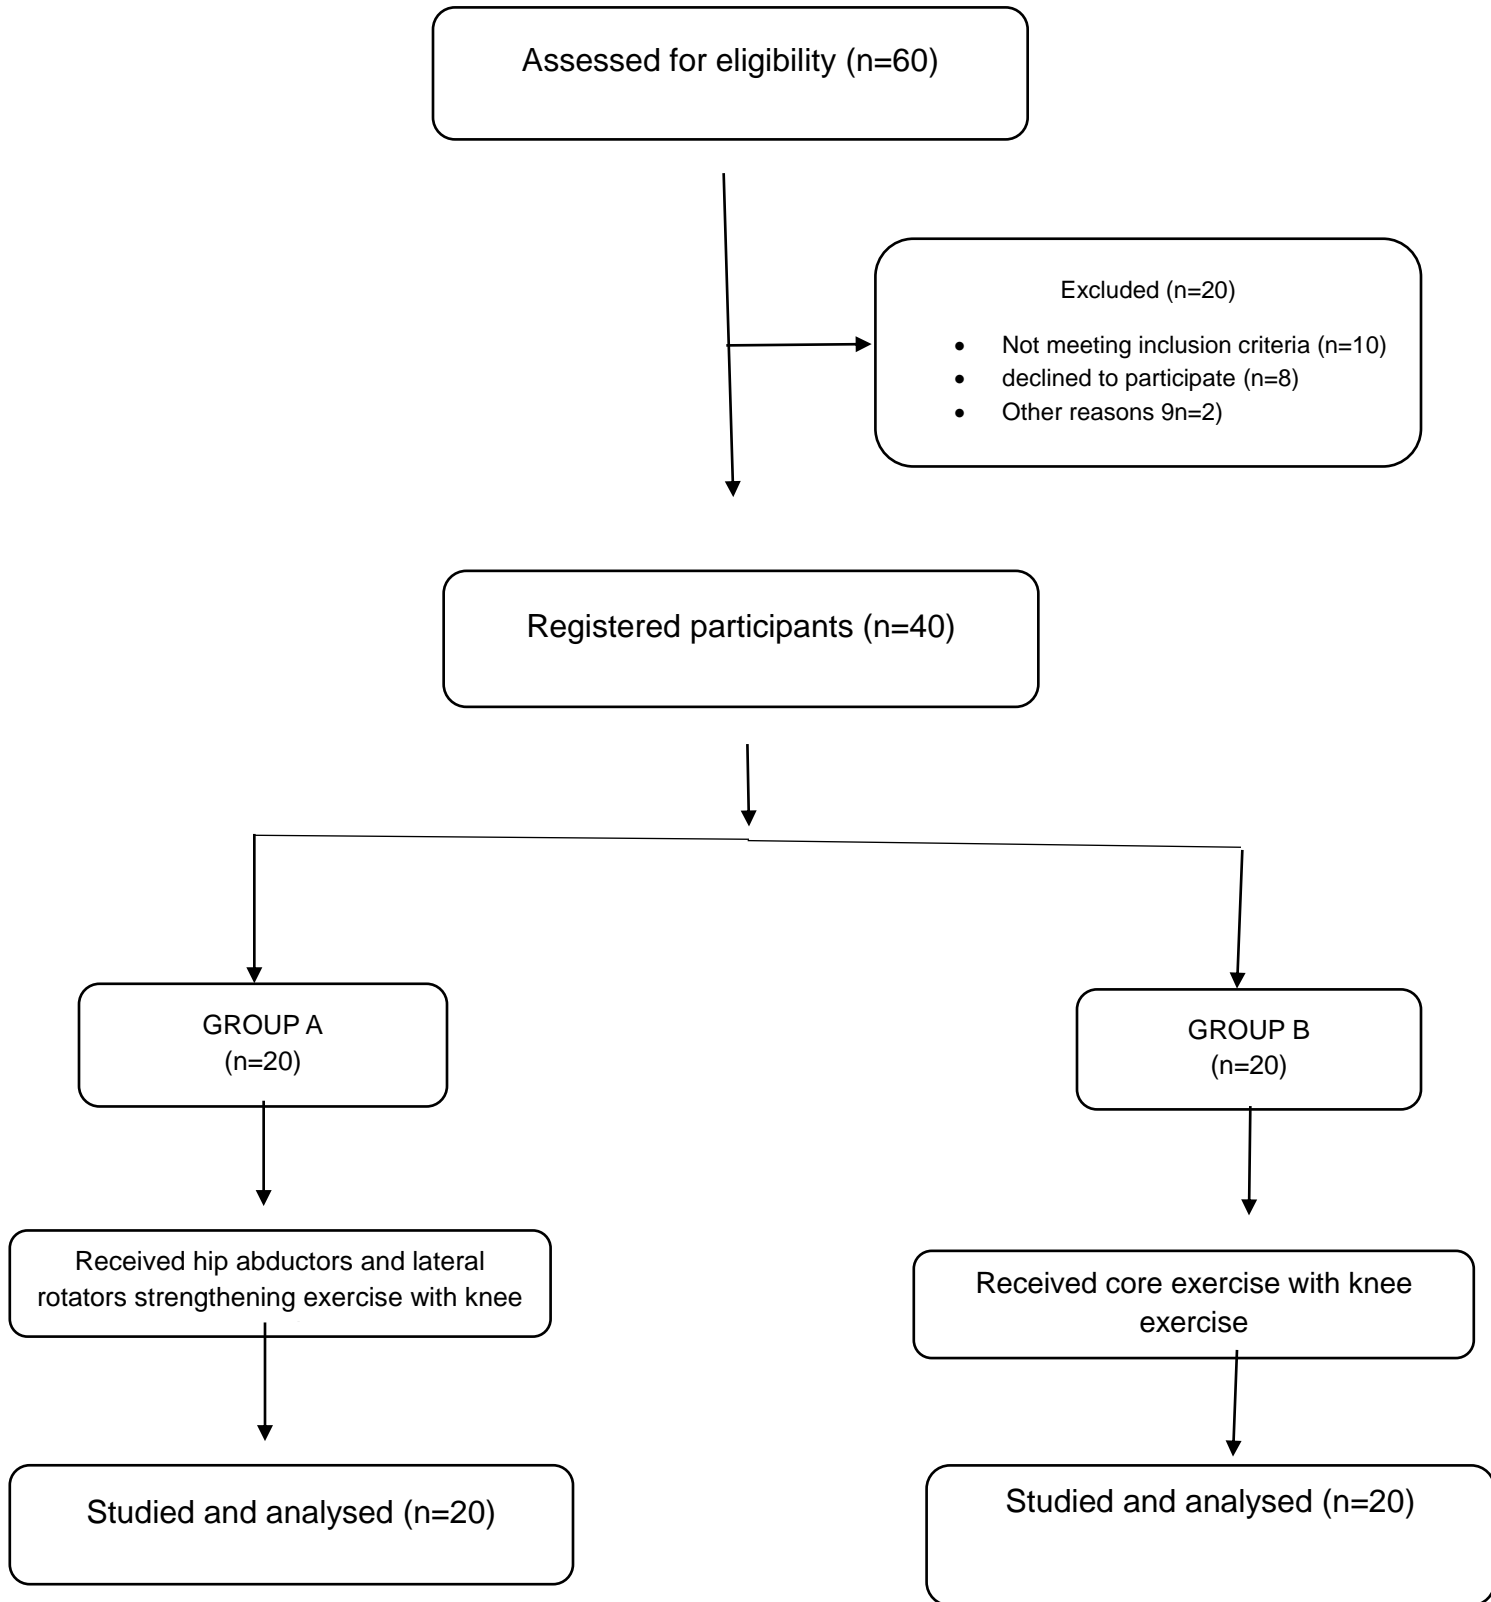 Assessed for eligibility (n=60)
Excluded (n=20)
• Not meeting inclusion criteria (n=10)
• declined to participate (n=8)
• Other reasons 9n=2)
Registered participants (n=40)
GROUP A
(n=20)
GROUP B
(n=20)
Received hip abductors and lateral
rotators strengthening exercise with knee
Received core exercise with knee
exercise
Studied and analysed (n=20)
Studied and analysed (n=20)